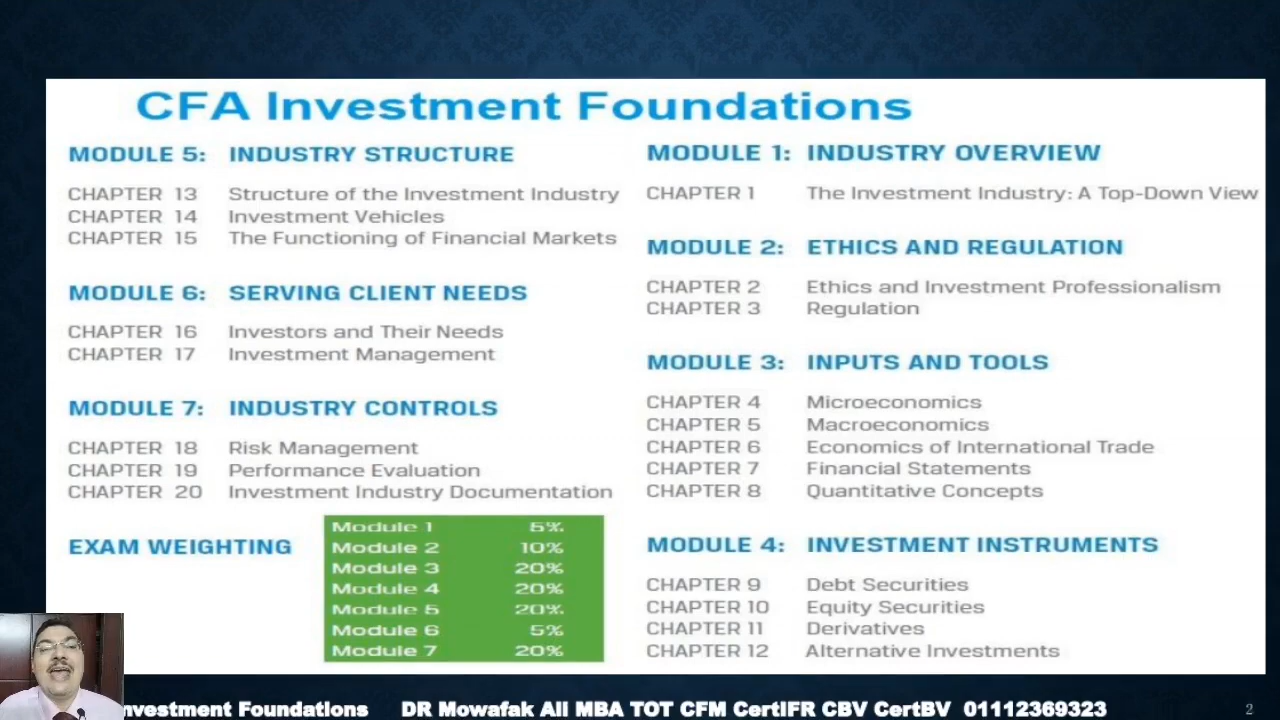 CFA Investment Foundations
MODULE 5: INDUSTRY STRUCTURE
CHAPTER 13 Structure of the Investment Industry
CHAPTER 14 Investment Vehicles
CHAPTER 15 The Functioning of Financial Markets
MODULE 6: SERVING CLIENT NEEDS
CHAPTER 16 Investors and Their Needs
CHAPTER 17 Investment Management
MODULE 7: INDUSTRY CONTROLS
CHAPTER 18 Risk Management
CHAPTER 19 Performance Evaluation
CHAPTER 20 Investment Industry Documentation
EXAM WEIGHTING
Module 1 5%
Module 2 10%
Module 3 20%
Module 4 20%
Module 5 20%
Module 6 5%
Module 7 20%
MODULE 1: INDUSTRY OVERVIEW
CHAPTER 1 The Investment Industry: A Top-Down View
MODULE 2: ETHICS AND REGULATION
CHAPTER 2 Ethics and Investment Professionalism
CHAPTER 3 Regulation
MODULE 3: INPUTS AND TOOLS
CHAPTER 4 Microeconomics
CHAPTER 5 Macroeconomics
CHAPTER 6 Economics of International Trade
CHAPTER 7 Financial Statements
CHAPTER 8 Quantitative Concepts
MODULE 4: INVESTMENT INSTRUMENTS
CHAPTER 9 Debt Securities
CHAPTER 10 Equity Securities
CHAPTER 11 Derivatives
CHAPTER 12 Alternative Investments
nvestment Foundations DR Mowafak Ali MBA TOT CFM CertIFR CBV CertBV 01112369323
2